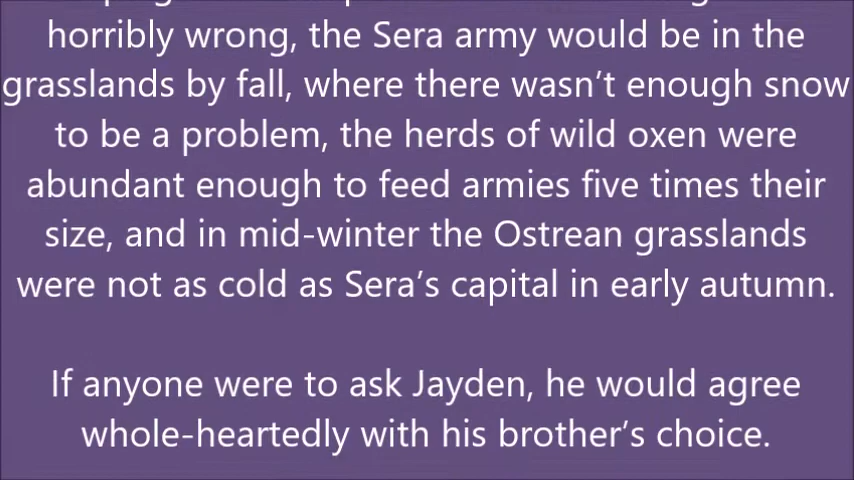 horribly wrong, the Sera army would be in the
grasslands by fall, where there wasn’t enough snow
to be a problem, the herds of wild oxen were
abundant enough to feed armies five times their
size, and in mid-winter the Ostrean grasslands
were not as cold as Sera’s capital in early autumn.
If anyone were to ask Jayden, he would agree
whole-heartedly with his brother’s choice.